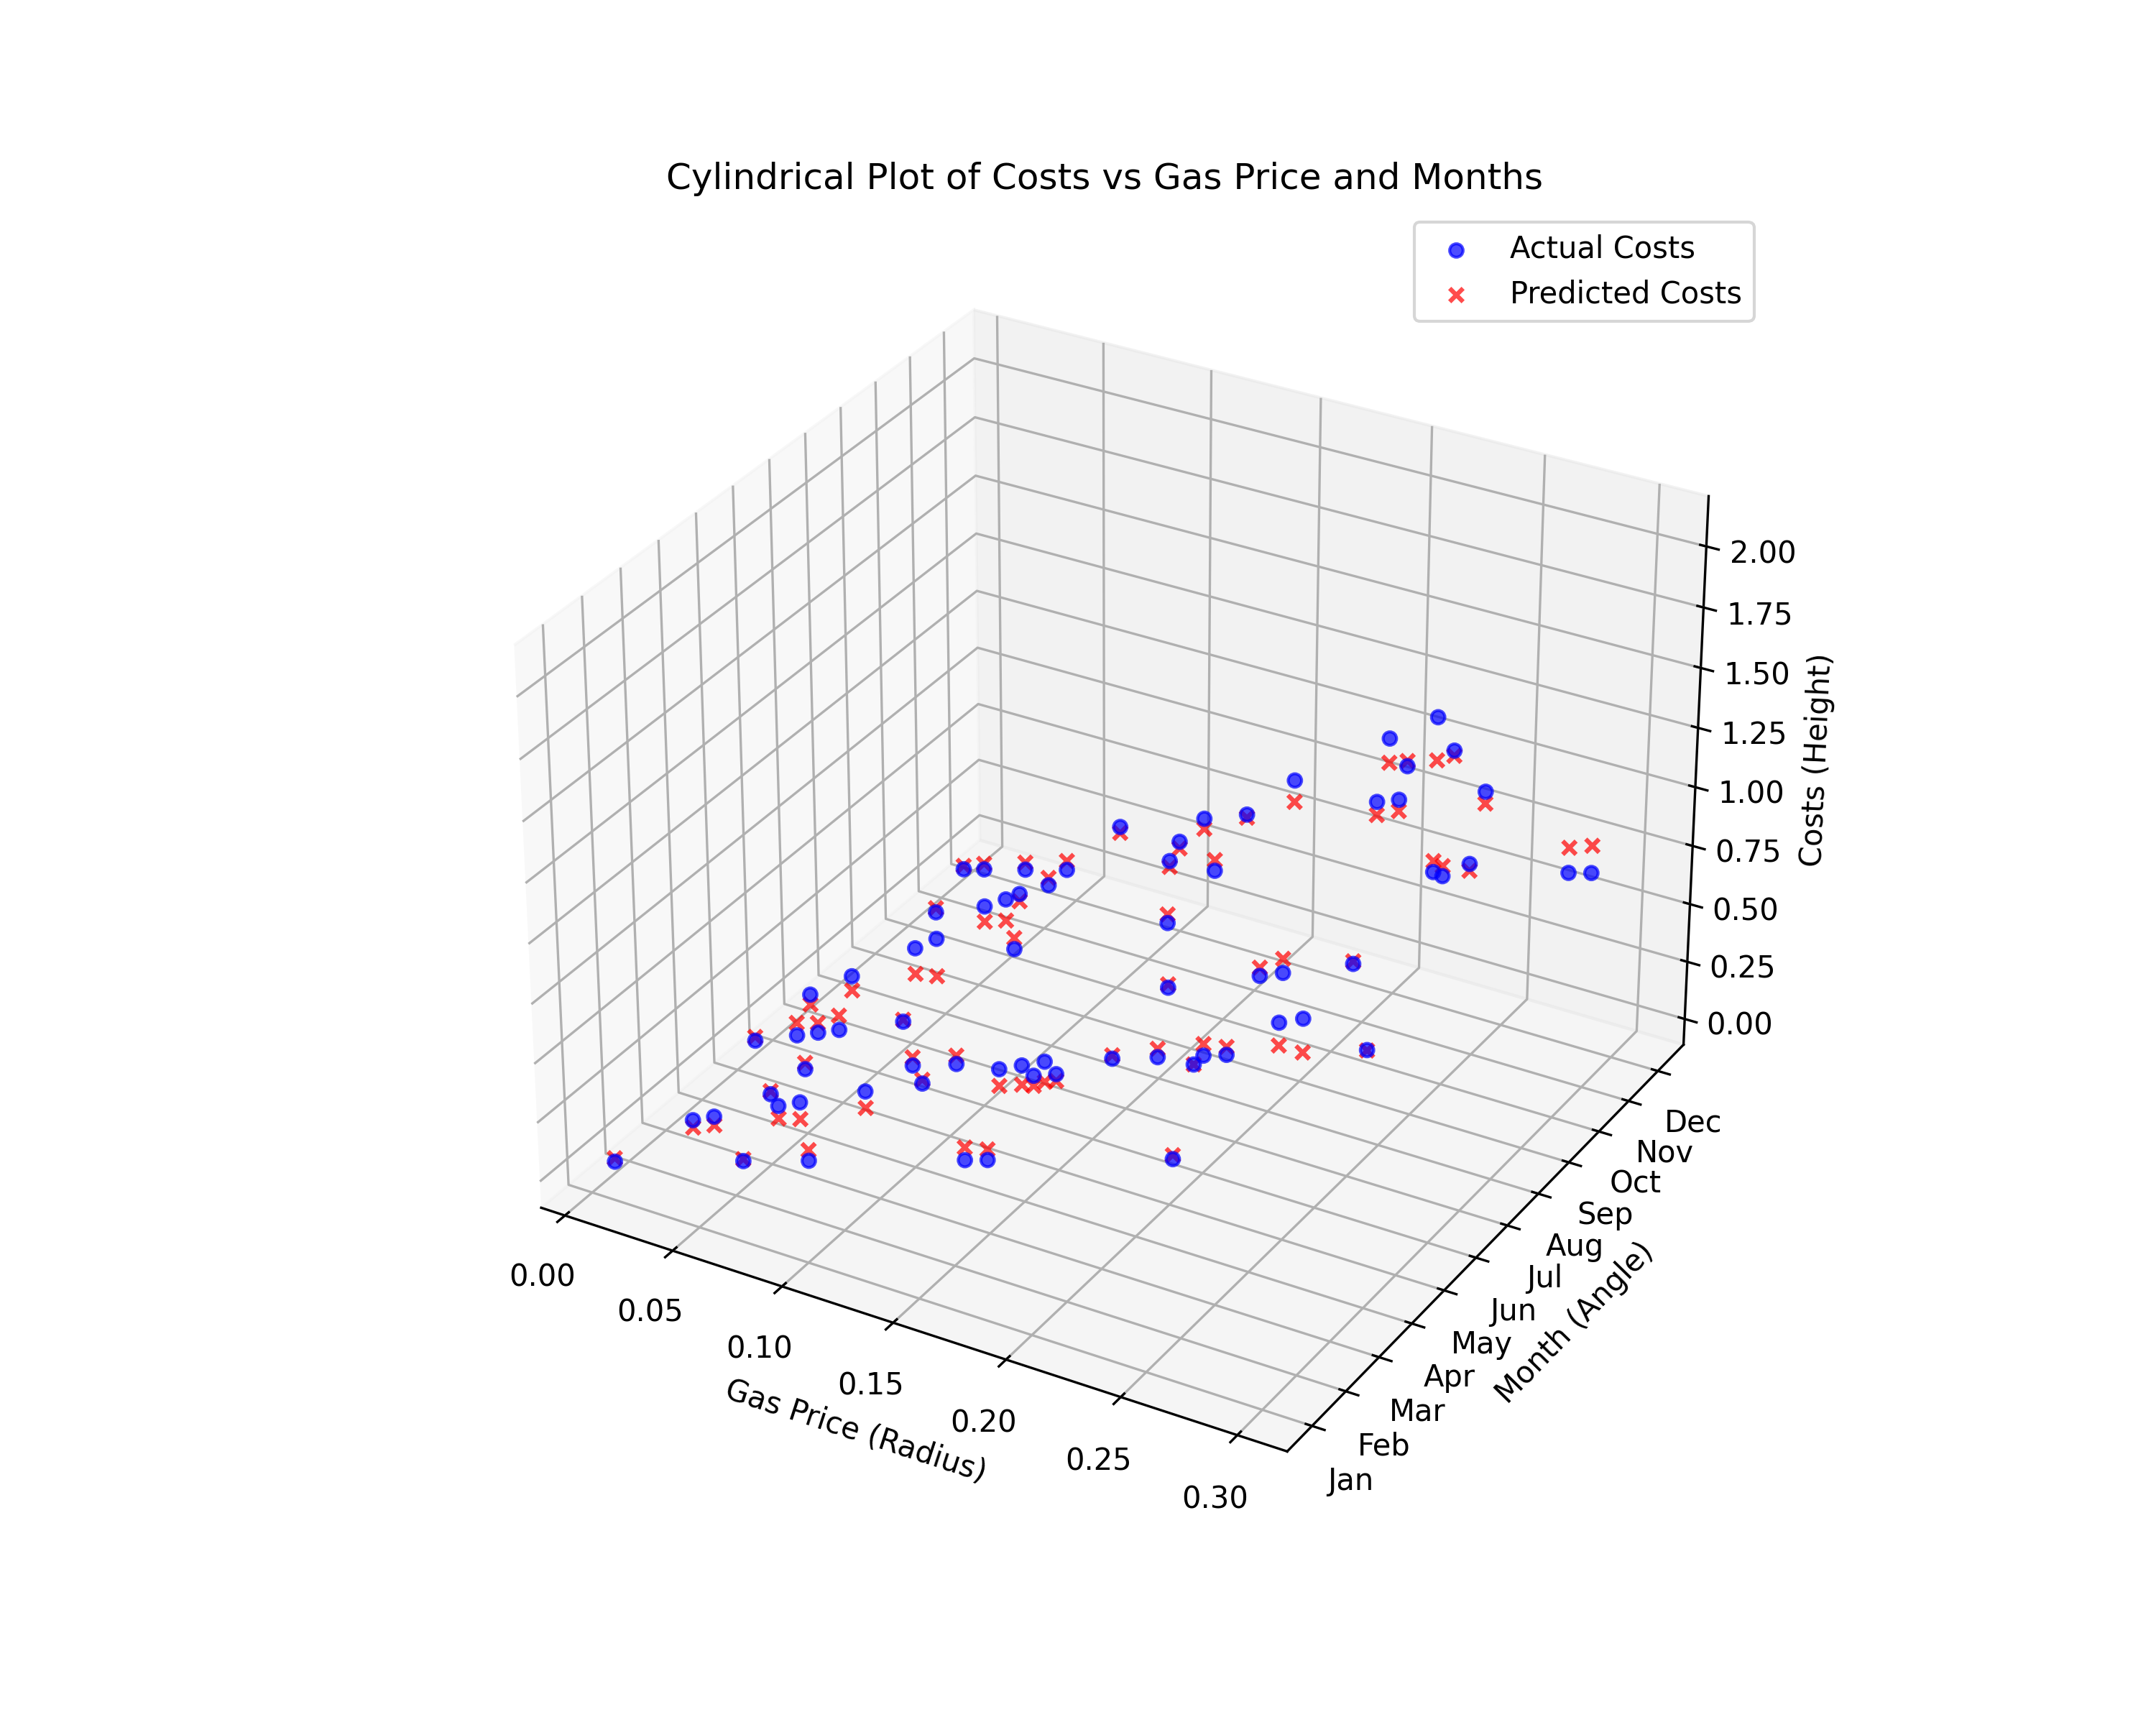 Cylindrical Plot of Costs vs Gas Price and Months
Actual Costs
Predicted Costs
2.00
1.75
1.50
1.25
1.00
0.75
0.50
0.25
0.00
Costs (Height)
Dec
Nov
Oct
Sep
Aug
Jul
Jun
May
Apr
Mar
Feb
Jan
Month (Angle)
0.00
0.05
0.10
0.15
0.20
0.25
0.30
Gas Price (Radius)